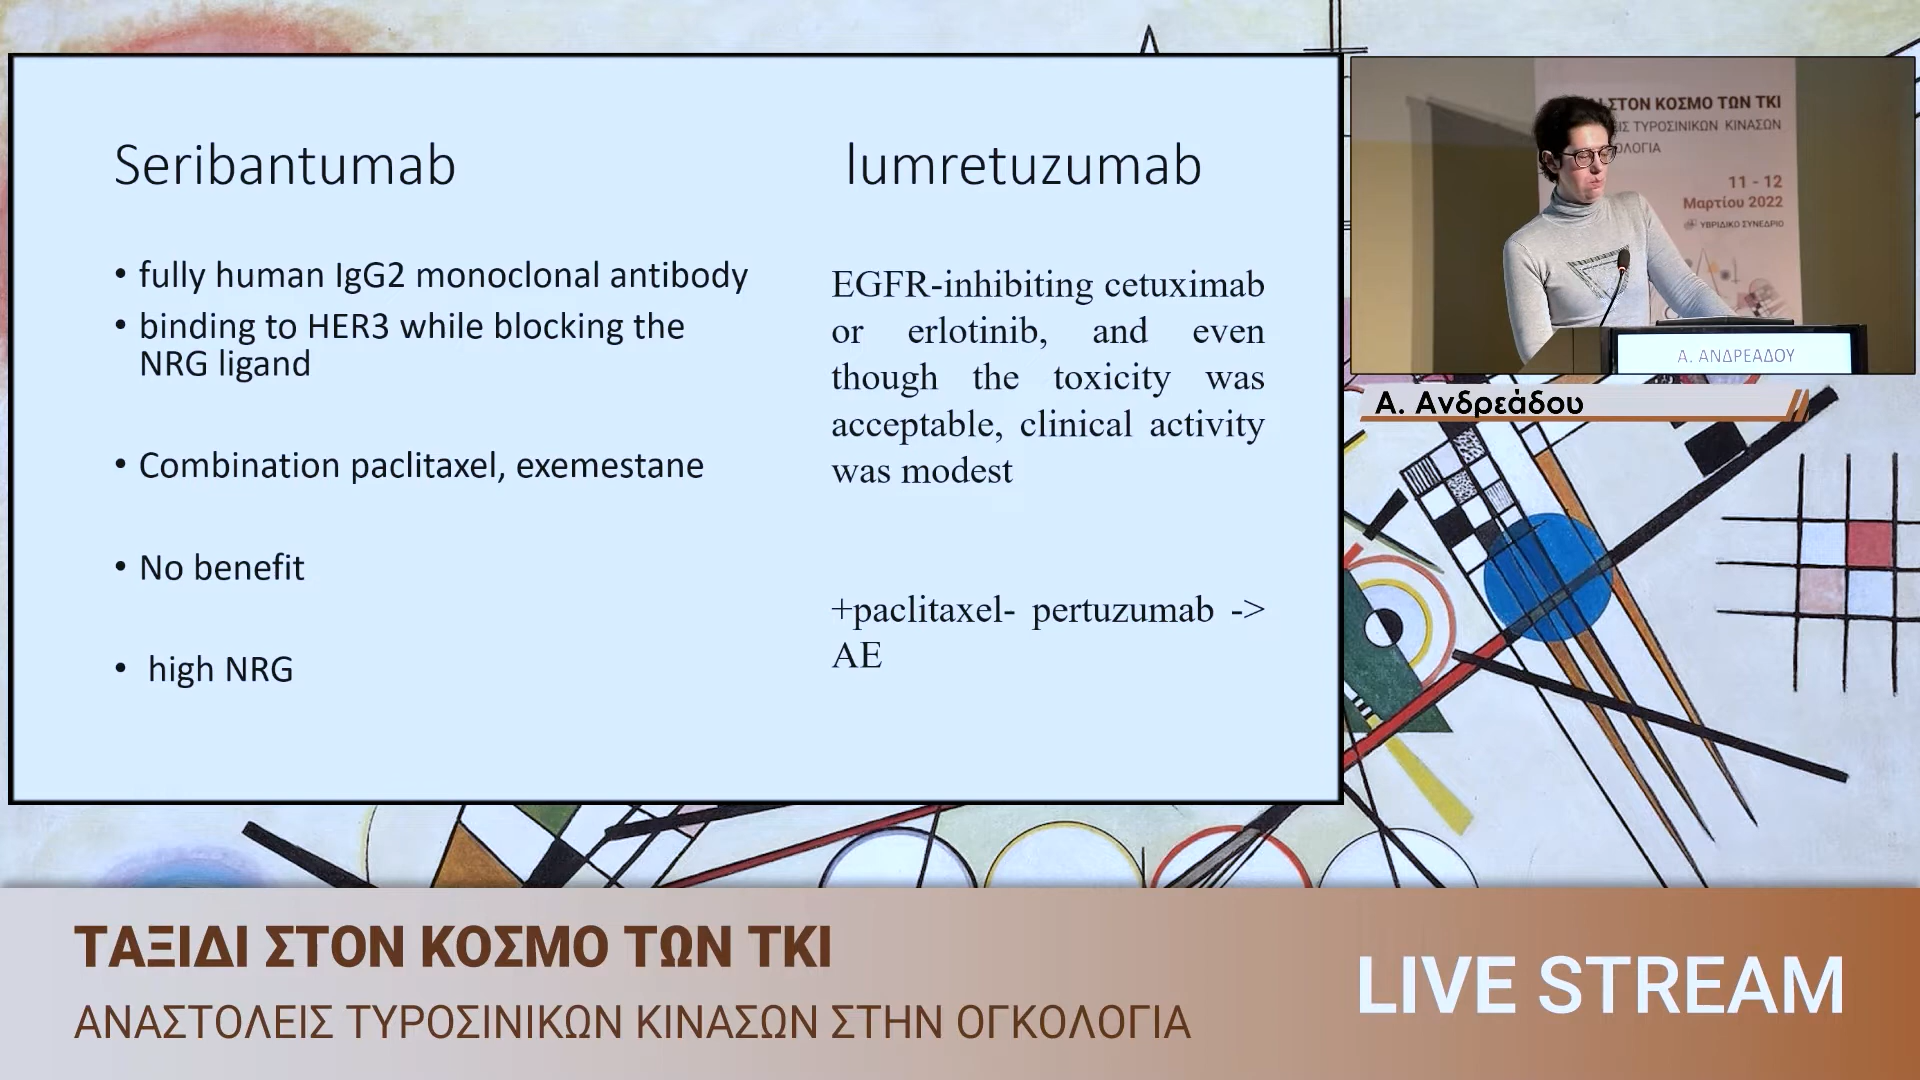 Seribantumab
• fully human IgG2 monoclonal antibody
• binding to HER3 while blocking the
NRG ligand
• Combination paclitaxel, exemestane
• No benefit
• high NRG
lumretuzumab
EGFR-inhibiting cetuximab
or erlotinib, and even
though the toxicity was
acceptable, clinical activity
was modest
+paclitaxel- pertuzumab ->
AE
ΣΤΟΝ ΚΟΣΜΟ ΤΩΝ ΤΚΙ
ΤΥΡΟΣΙΝΙΚΩΝ ΚΙΝΑΣΩΝ
11 - 12
Μαρτίου 2022
ΥΒΡΙΔΙΚΟ ΣΥΝΕΔΡΙΟ
Α. ΑΝΔΡΕΑΔΟΥ
Α. Ανδρεάδου
ΤΑΞΙΔΙ ΣΤΟΝ ΚΟΣΜΟ ΤΩΝ ΤΚΙ
ΑΝΑΣΤΟΛΕΙΣ ΤΥΡΟΣΙΝΙΚΩΝ ΚΙΝΑΣΩΝ ΣΤΗΝ ΟΓΚΟΛΟΓΙΑ
LIVE STREAM